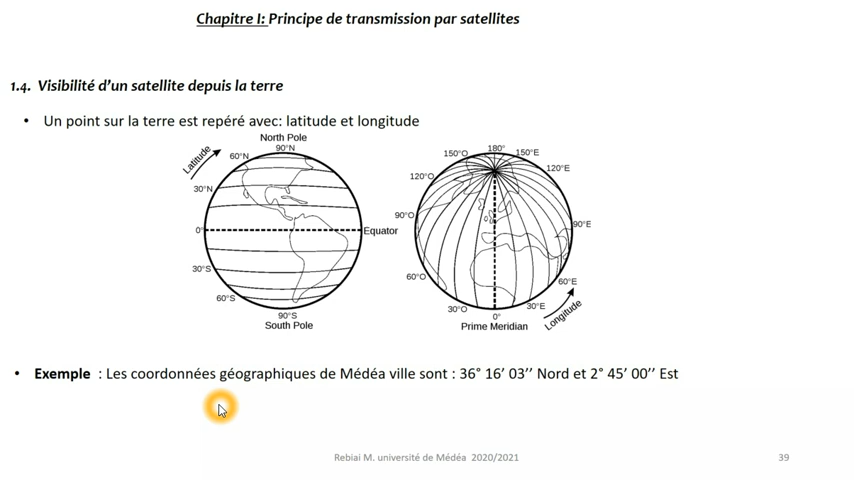 Chapitre I: Principe de transmission par satellites
1.4. Visibilité d'un satellite depuis la terre
• Un point sur la terre est repéré avec: latitude et longitude
North Pole
90°N
Latitude
60°N
30°N
0°
Equator
30°S
60°S
90°S
South Pole
180°
150°O
150°E
120°O
120°E
90°O
90°E
60°O
60°E
30°O
30°E
0°
Longitude
Prime Meridian
• Exemple : Les coordonnées géographiques de Médéa ville sont : 36° 16' 03'' Nord et 2° 45' 00'' Est
Rebiai M. université de Médéa 2020/2021
39